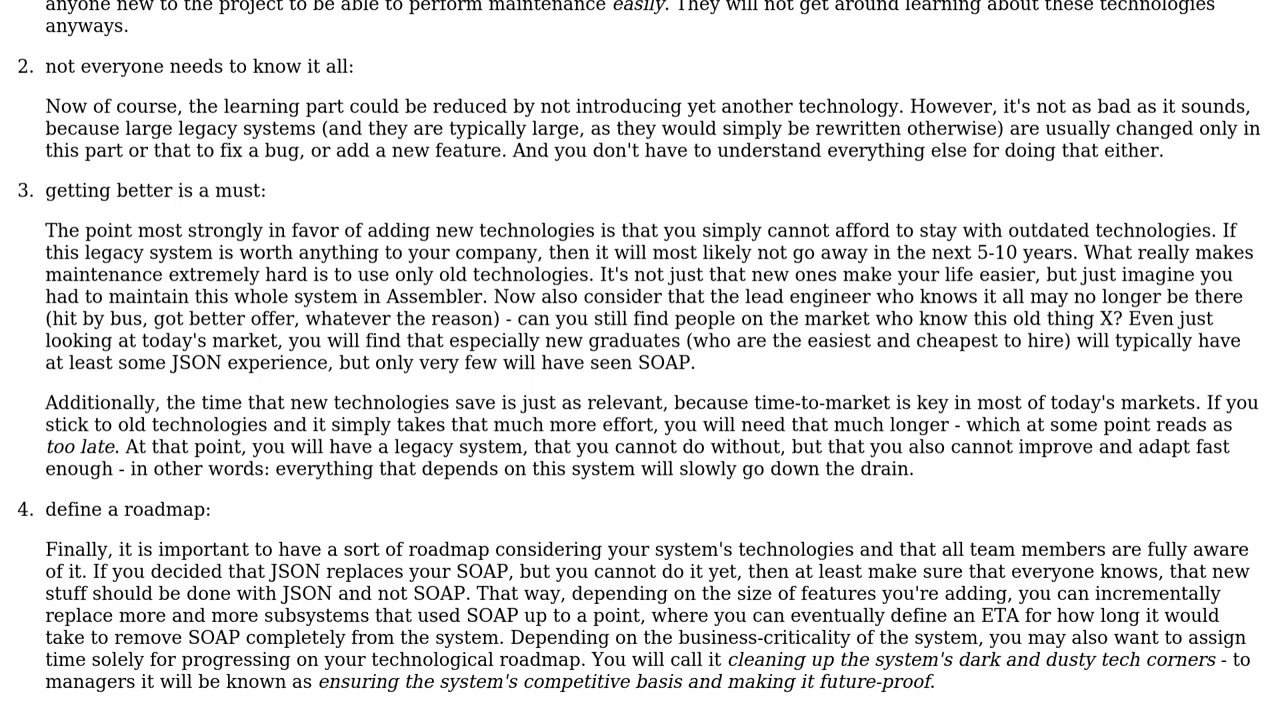 anyone new to the project to be able to perform maintenance easily. They will not get around learning about these technologies
anyways.
2. not everyone needs to know it all:
Now of course, the learning part could be reduced by not introducing yet another technology. However, it's not as bad as it sounds,
because large legacy systems (and they are typically large, as they would simply be rewritten otherwise) are usually changed only in
this part or that to fix a bug, or add a new feature. And you don't have to understand everything else for doing that either.
3. getting better is a must:
The point most strongly in favor of adding new technologies is that you simply cannot afford to stay with outdated technologies. If
this legacy system is worth anything to your company, then it will most likely not go away in the next 5-10 years. What really makes
maintenance extremely hard is to use only old technologies. It's not just that new ones make your life easier, but just imagine you
had to maintain this whole system in Assembler. Now also consider that the lead engineer who knows it all may no longer be there
(hit by bus, got better offer, whatever the reason) - can you still find people on the market who know this old thing X? Even just
looking at today's market, you will find that especially new graduates (who are the easiest and cheapest to hire) will typically have
at least some JSON experience, but only very few will have seen SOAP.
Additionally, the time that new technologies save is just as relevant, because time-to-market is key in most of today's markets. If you
stick to old technologies and it simply takes that much more effort, you will need that much longer - which at some point reads as
too late. At that point, you will have a legacy system, that you cannot do without, but that you also cannot improve and adapt fast
enough - in other words: everything that depends on this system will slowly go down the drain.
4. define a roadmap:
Finally, it is important to have a sort of roadmap considering your system's technologies and that all team members are fully aware
of it. If you decided that JSON replaces your SOAP, but you cannot do it yet, then at least make sure that everyone knows, that new
stuff should be done with JSON and not SOAP. That way, depending on the size of features you're adding, you can incrementally
replace more and more subsystems that used SOAP up to a point, where you can eventually define an ETA for how long it would
take to remove SOAP completely from the system. Depending on the business-criticality of the system, you may also want to assign
time solely for progressing on your technological roadmap. You will call it cleaning up the system's dark and dusty tech corners - to
managers it will be known as ensuring the system's competitive basis and making it future-proof.